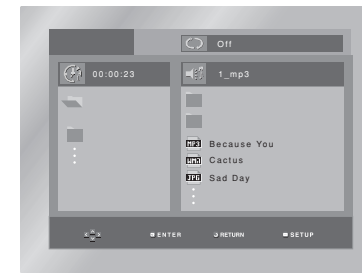 Off
00:00:23
1_mp3
MP3 Because You
WMA Cactus
JPG Sad Day
ENTER RETURN SETUP